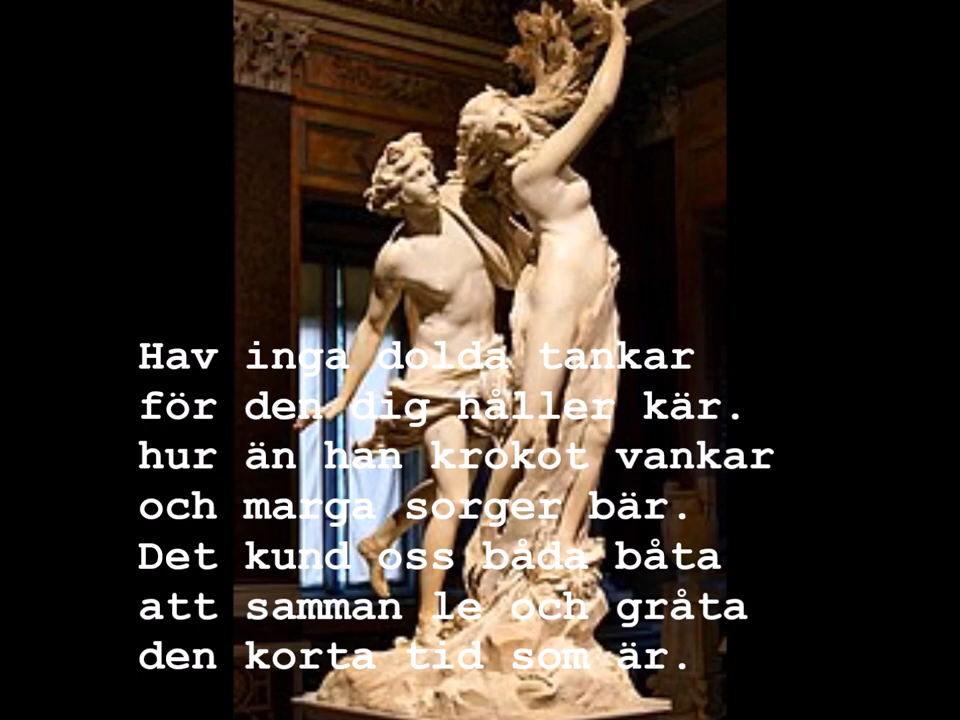 Hav inga dolda tankar
för den dig håller kär.
hur än han krokot vankar
och marga sorger bär.
Det kund oss båda båta
att samman le och gråta
den korta tid som är.